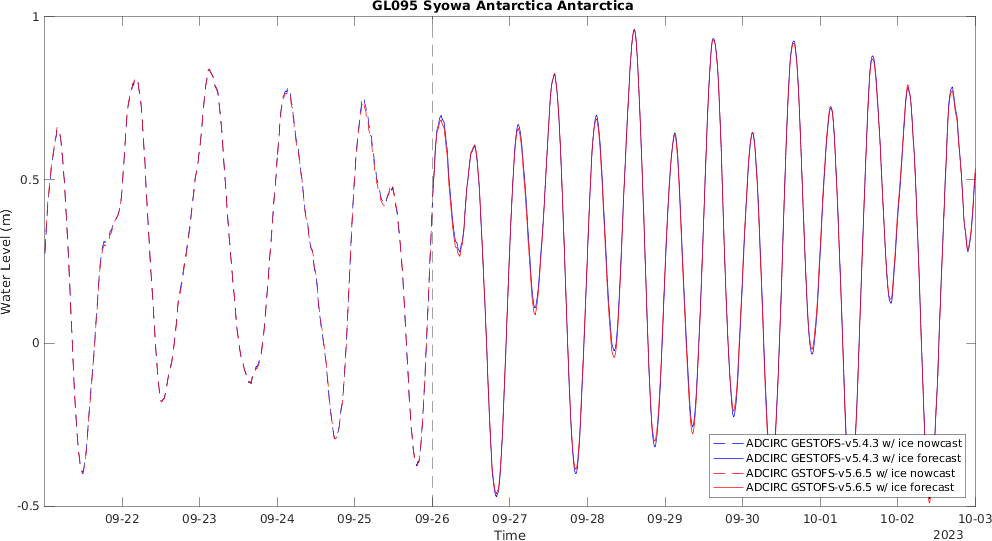 GL095 Syowa Antarctica Antarctica
1
0.5
0
-0.5
Water Level (m)
ADCIRC GESTOFS-v5.4.3 w/ ice nowcast
ADCIRC GESTOFS-v5.4.3 w/ ice forecast
ADCIRC GSTOFS-v5.6.5 w/ ice nowcast
ADCIRC GSTOFS-v5.6.5 w/ ice forecast
09-22 09-23 09-24 09-25 09-26 09-27 09-28 09-29 09-30 10-01 10-02 10-03
Time
2023